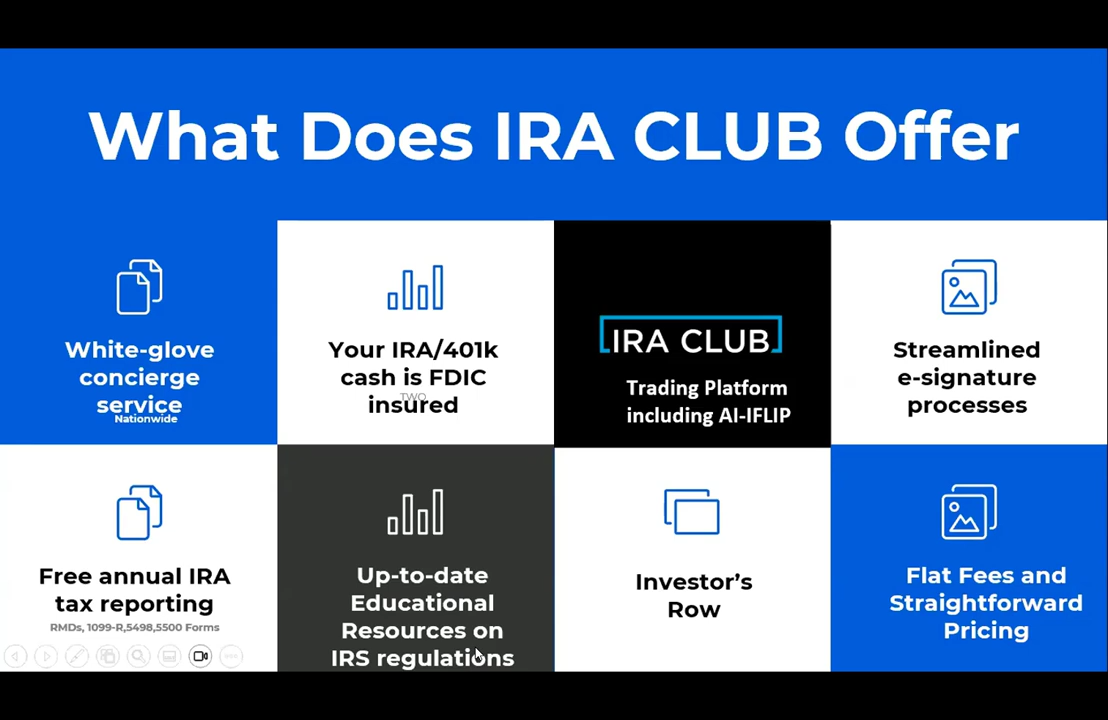 What Does IRA CLUB Offer
White-glove
concierge
service
Nationwide
Your IRA/401k
cash is FDIC
TWO
insured
IRA CLUB
Trading Platform
including AI-IFLIP
Streamlined
e-signature
processes
Free annual IRA
tax reporting
RMDs, 1099-R,5498,5500 Forms
Up-to-date
Educational
Resources on
IRS regulations
Investor’s
Row
Flat Fees and
Straightforward
Pricing